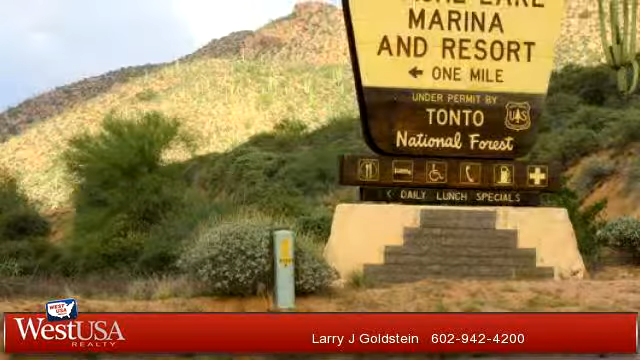 MARINA
AND RESORT
← ONE MILE
UNDER PERMIT BY
TONTO
National Forest
UAS
< DAILY LUNCH SPECIALS
WEST USA
WestUSA
REALTY
Larry J Goldstein 602-942-4200